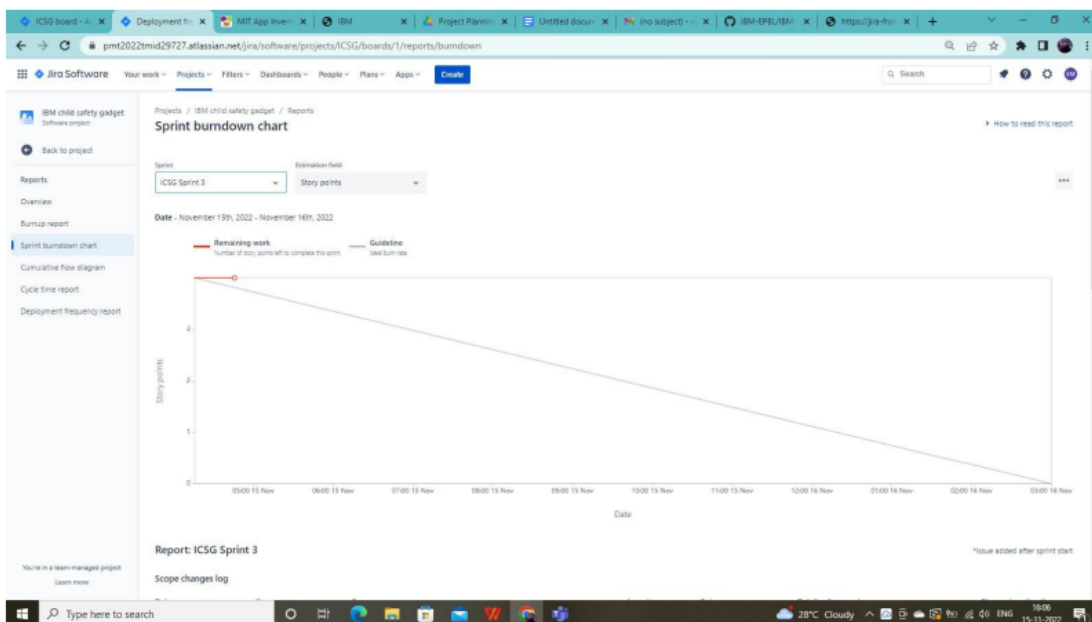 ICSG board - A
Deployment fre
MIT App Inven
IBM
Project Plannin
Untitled docum
(no subject) -
IBM-EPBL/IBM
https://jira-fro
pmt2022tmid29727.atlassian.net/jira/software/projects/ICSG/boards/1/reports/burndown
Jira Software Your work Projects Filters Dashboards People Plans Apps Create Search
IBM child safety gadget
Software project
Back to project
Reports
Overview
Burnup report
Sprint burndown chart
Cumulative flow diagram
Cycle time report
Deployment frequency report
You're in a team-managed project
Learn more
Projects / IBM child safety gadget / Reports
Sprint burndown chart
How to read this report
Sprint
ICSG Sprint 3
Estimation field
Story points
Date - November 15th, 2022 - November 16th, 2022
Remaining work
Number of story points left to complete this sprint
Guideline
Ideal burn rate
Story points
3
2
1
0
05:00 15 Nov 06:00 15 Nov 07:00 15 Nov 08:00 15 Nov 09:00 15 Nov 10:00 15 Nov 11:00 15 Nov 12:00 16 Nov 01:00 16 Nov 02:00 16 Nov 03:00 16 Nov
Date
Report: ICSG Sprint 3
*Issue added after sprint start
Scope changes log
Type here to search
28°C Cloudy
ENG
16:06
15-11-2022